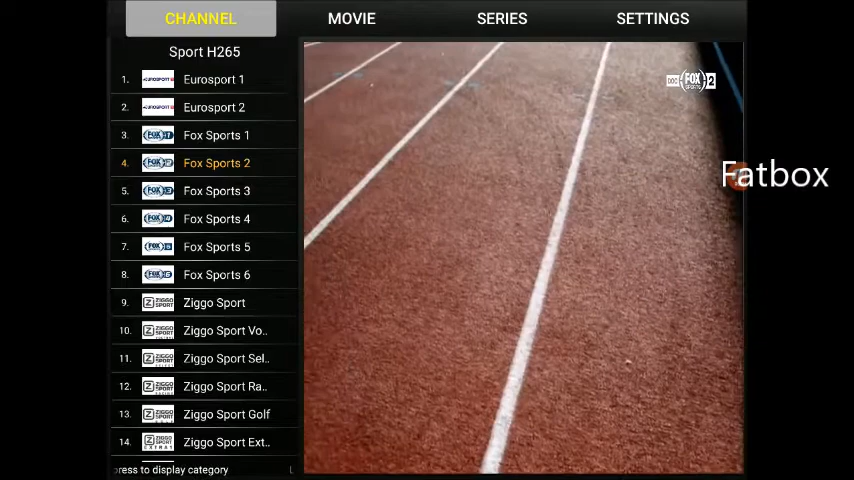 CHANNEL
MOVIE
SERIES
SETTINGS
Sport H265
1. Eurosport 1
2. Eurosport 2
3. Fox Sports 1
4. Fox Sports 2
5. Fox Sports 3
6. Fox Sports 4
7. Fox Sports 5
8. Fox Sports 6
9. Ziggo Sport
10. Ziggo Sport Vo..
11. Ziggo Sport Sel..
12. Ziggo Sport Ra..
13. Ziggo Sport Golf
14. Ziggo Sport Ext..
ress to display category
FOX SPORTS 2
Fatbox